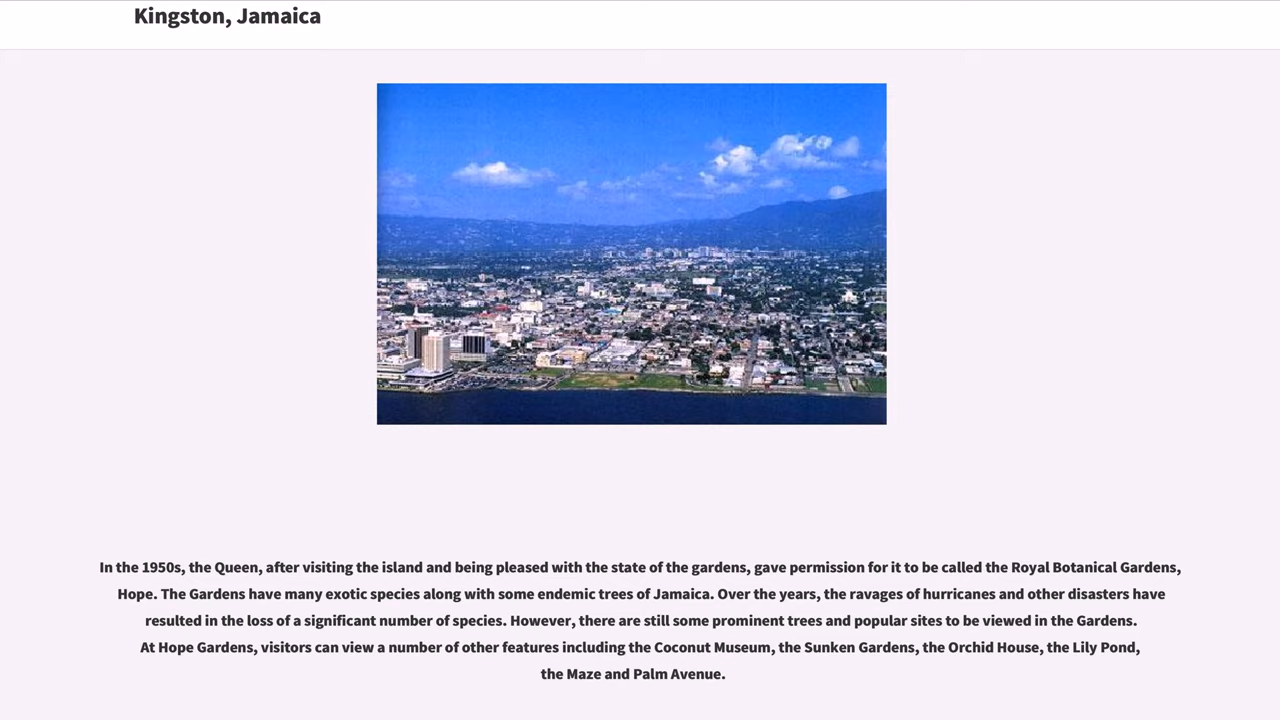 Kingston, Jamaica
In the 1950s, the Queen, after visiting the island and being pleased with the state of the gardens, gave permission for it to be called the Royal Botanical Gardens,
Hope. The Gardens have many exotic species along with some endemic trees of Jamaica. Over the years, the ravages of hurricanes and other disasters have
resulted in the loss of a significant number of species. However, there are still some prominent trees and popular sites to be viewed in the Gardens.
At Hope Gardens, visitors can view a number of other features including the Coconut Museum, the Sunken Gardens, the Orchid House, the Lily Pond,
the Maze and Palm Avenue.